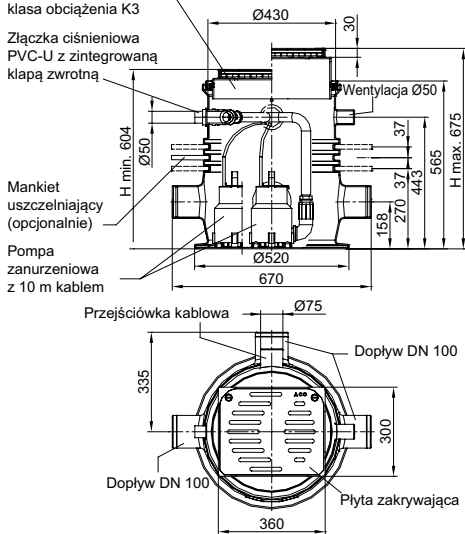 klasa obciążenia K3
Złączka ciśnieniowa
PVC-U z zintegrowaną
klapą zwrotną
Ø430
30
Wentylacja Ø50
H min. 604
Ø50
37
37
443
565
H max. 675
270
158
Mankiet
uszczelniający
(opcjonalnie)
Pompa
zanurzeniowa
z 10 m kablem
Ø520
670
Przejściówka kablowa
Ø75
Dopływ DN 100
335
ACO
300
Dopływ DN 100
Płyta zakrywająca
360